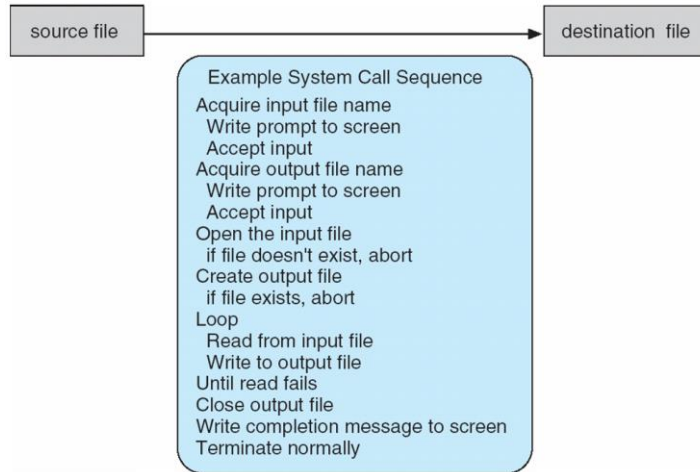 source file
destination file
Example System Call Sequence
Acquire input file name
Write prompt to screen
Accept input
Acquire output file name
Write prompt to screen
Accept input
Open the input file
if file doesn't exist, abort
Create output file
if file exists, abort
Loop
Read from input file
Write to output file
Until read fails
Close output file
Write completion message to screen
Terminate normally